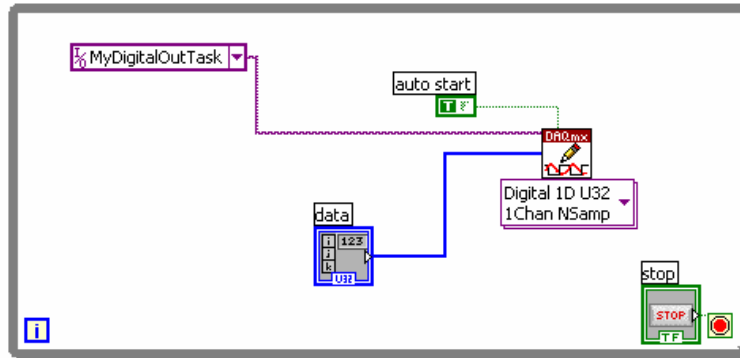 I/O MyDigitalOutTask
auto start
T F
DAQmx
Digital 1D U32
1Chan NSamp
data
i 123
j
k
U32
stop
STOP
TF
i